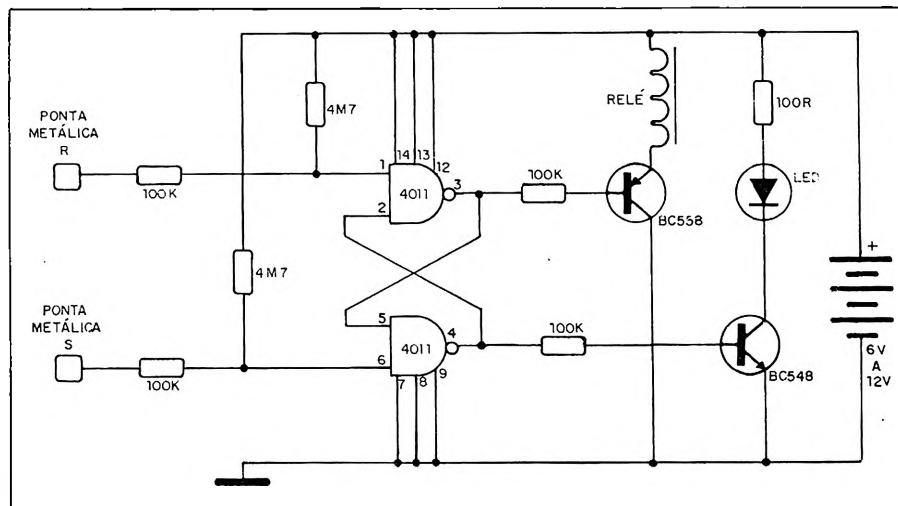 PONTA
METÁLICA
R
100K
4M7
14
13
12
1
2
4011
3
100K
RELÉ
BC558
100R
LED
4M7
PONTA
METÁLICA
S
100K
5
6
4011
4
7
8
9
100K
BC548
+
6V
A
12V